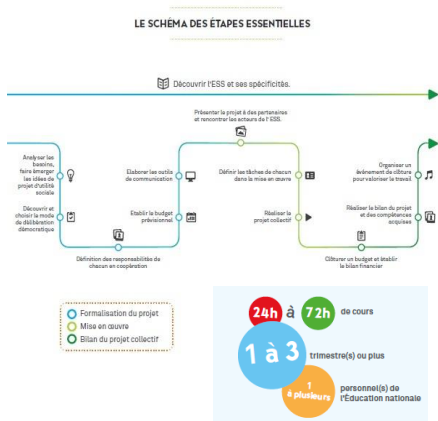 LE SCHÉMA DES ÉTAPES ESSENTIELLES
Découvrir l'ESS et ses spécificités.
Présenter le projet à des partenaires
et rencontrer les acteurs de l'ESS.
Analyser les
besoins,
faire émerger
les idées de
projet d'utilité
sociale
Découvrir et
choisir le mode
de délibération
démocratique
Définition des responsabilités de
chacun en coopération
Elaborer les outils
de communication
Etablir le budget
prévisionnel
Définir les tâches de chacun
dans la mise en œuvre
Réaliser le
projet collectif
Clôturer un budget et établir
le bilan financier
Organiser un
événement de clôture
pour valoriser le travail
Réaliser le bilan du projet
et des compétences
acquises
Formalisation du projet
Mise en œuvre
Bilan du projet collectif
24h à 72h de cours
1 à 3 trimestre(s) ou plus
1
à plusieurs
personnel(s) de
l'Éducation nationale